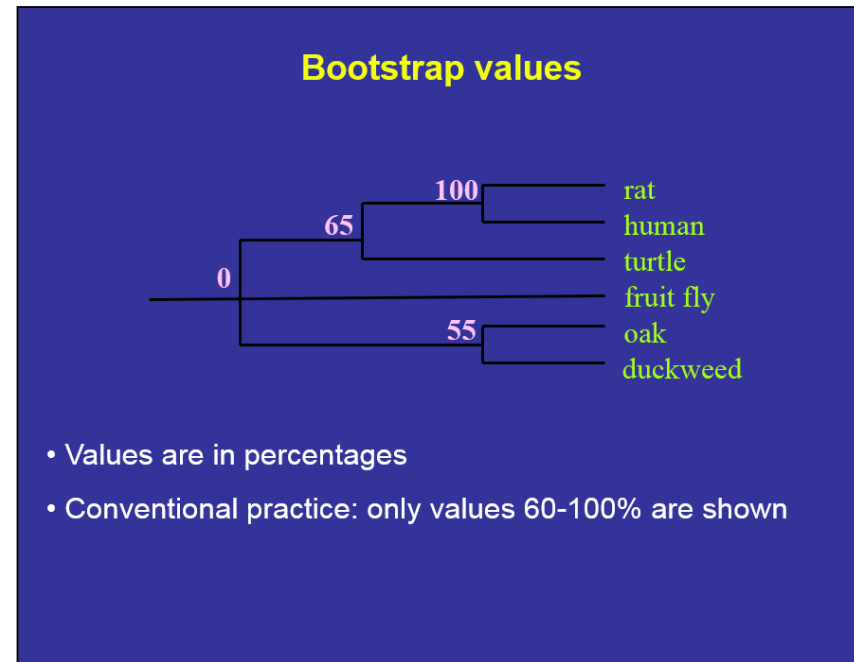 Bootstrap values
100
rat
human
65
turtle
0
fruit fly
55
oak
duckweed
• Values are in percentages
• Conventional practice: only values 60-100% are shown